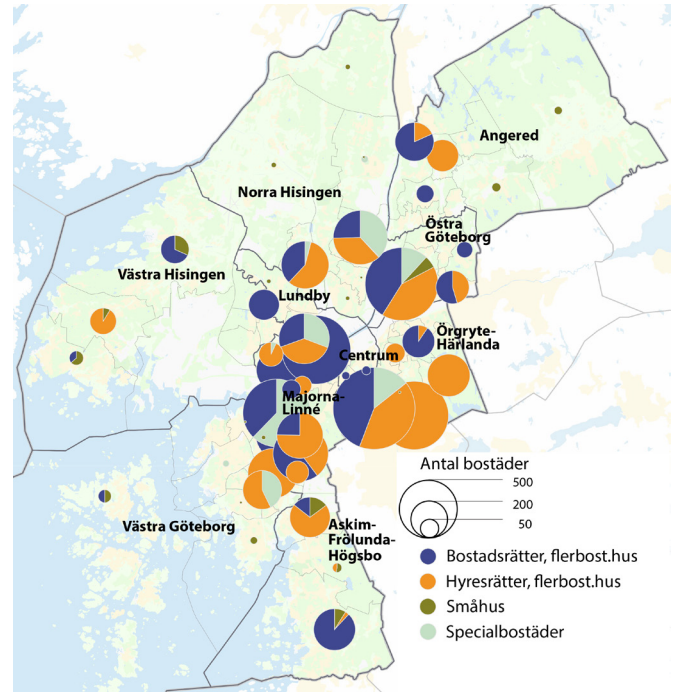 Angered
Norra Hisingen
Östra
Göteborg
Västra Hisingen
Lundby
Örgryte-
Härlanda
Centrum
Majorna-
Linné
Västra Göteborg
Askim-
Frölunda-
Högsbo
Antal bostäder
500
200
50
Bostadsrätter, flerbost.hus
Hyresrätter, flerbost.hus
Småhus
Specialbostäder